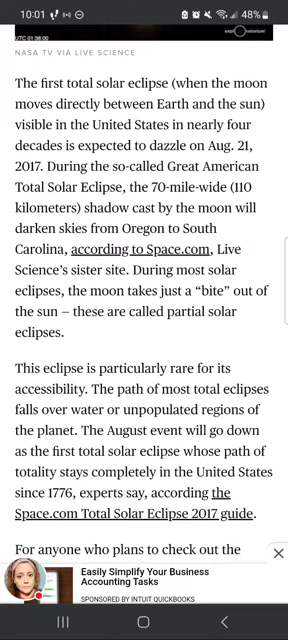 10:01
48%
UTC 01:38:00
exploratorium
NASA TV VIA LIVE SCIENCE
The first total solar eclipse (when the moon
moves directly between Earth and the sun)
visible in the United States in nearly four
decades is expected to dazzle on Aug. 21,
2017. During the so-called Great American
Total Solar Eclipse, the 70-mile-wide (110
kilometers) shadow cast by the moon will
darken skies from Oregon to South
Carolina, according to Space.com, Live
Science’s sister site. During most solar
eclipses, the moon takes just a “bite” out of
the sun — these are called partial solar
eclipses.
This eclipse is particularly rare for its
accessibility. The path of most total eclipses
falls over water or unpopulated regions of
the planet. The August event will go down
as the first total solar eclipse whose path of
totality stays completely in the United States
since 1776, experts say, according the
Space.com Total Solar Eclipse 2017 guide.
For anyone who plans to check out the
Easily Simplify Your Business
Accounting Tasks
SPONSORED BY INTUIT QUICKBOOKS